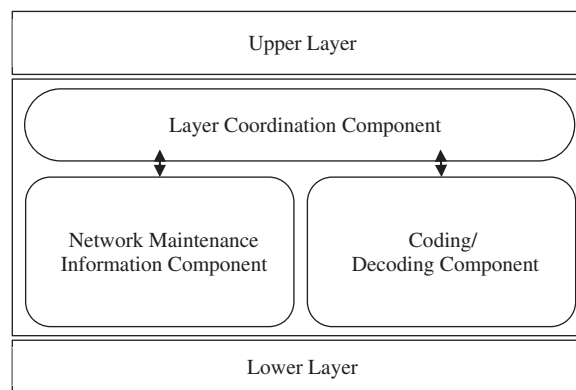 Upper Layer
Layer Coordination Component
Network Maintenance
Information Component
Coding/
Decoding Component
Lower Layer